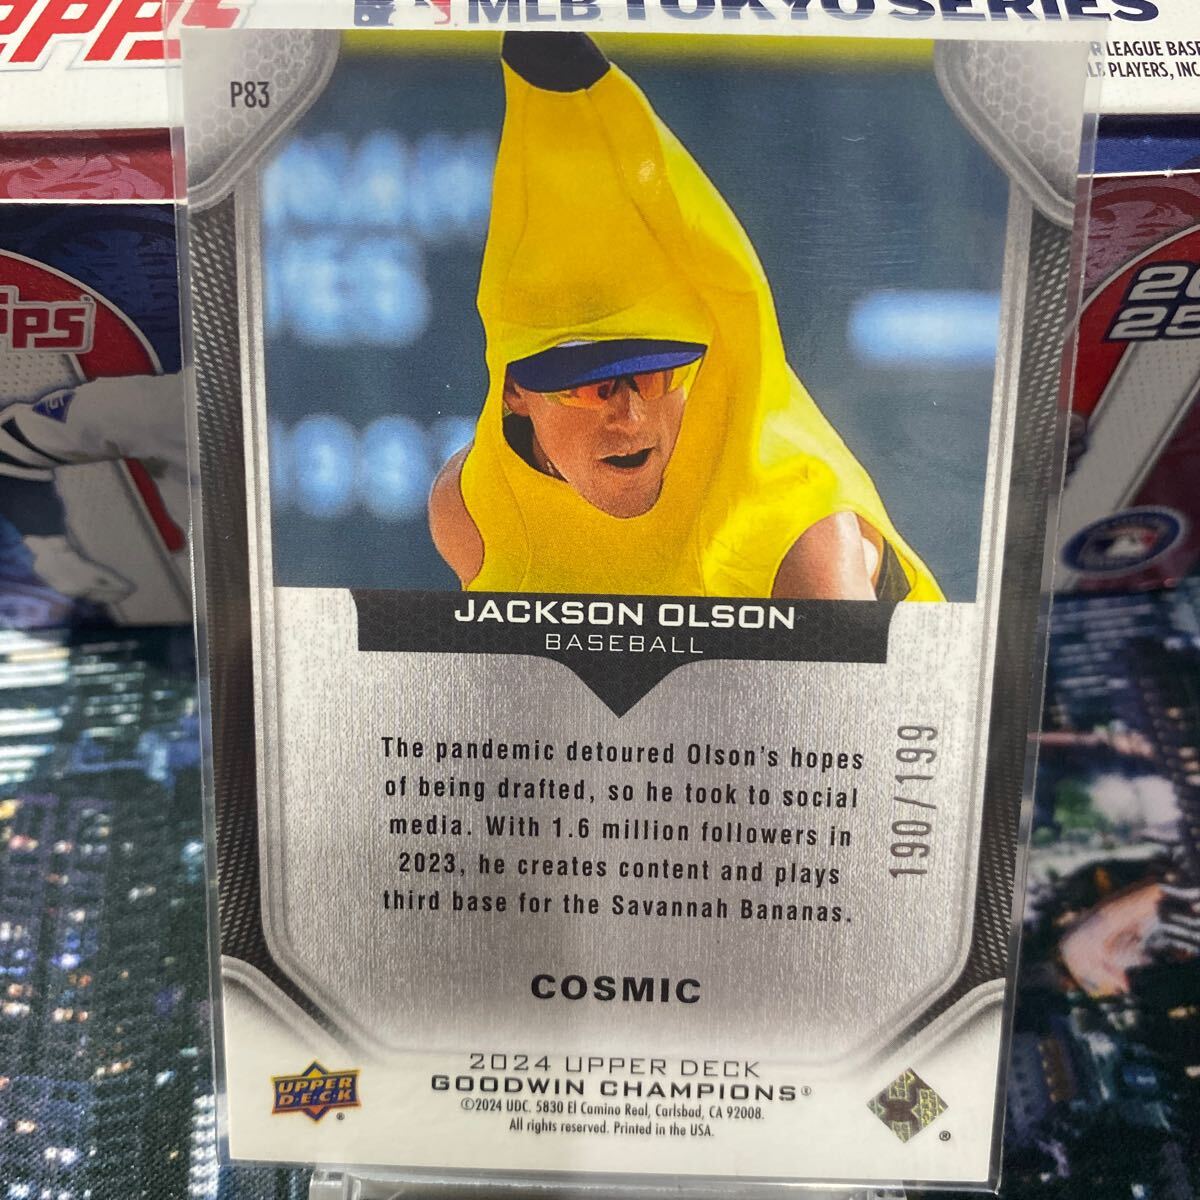 MLB TOKYO SERIES
LEAGUE BASE
PLAYERS, INC
P83
2025
JACKSON OLSON
BASEBALL
The pandemic detoured Olson's hopes
of being drafted, so he took to social
media. With 1.6 million followers in
2023, he creates content and plays
third base for the Savannah Bananas.
190/199
COSMIC
2024 UPPER DECK
GOODWIN CHAMPIONS®
UPPER
D•E•C•K
®
©2024 UDC. 5830 El Camino Real, Carlsbad, CA 92008.
All rights reserved. Printed in the USA.
®